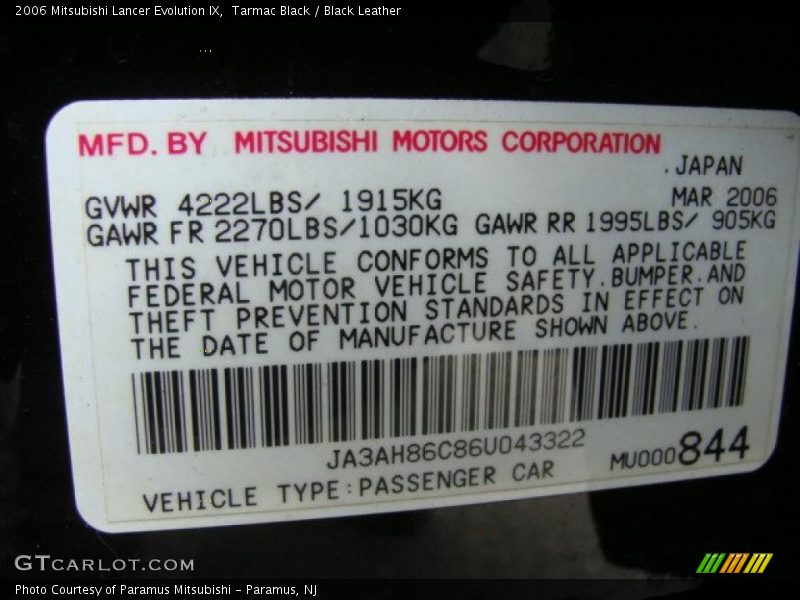 2006 Mitsubishi Lancer Evolution IX, Tarmac Black / Black Leather
MFD. BY MITSUBISHI MOTORS CORPORATION
.JAPAN
GVWR 4222LBS/ 1915KG MAR 2006
GAWR FR 2270LBS/1030KG GAWR RR 1995LBS/ 905KG
THIS VEHICLE CONFORMS TO ALL APPLICABLE
FEDERAL MOTOR VEHICLE SAFETY.BUMPER.AND
THEFT PREVENTION STANDARDS IN EFFECT ON
THE DATE OF MANUFACTURE SHOWN ABOVE.
JA3AH86C86U043322
MU000844
VEHICLE TYPE:PASSENGER CAR
GTCARLOT.COM
Photo Courtesy of Paramus Mitsubishi - Paramus, NJ